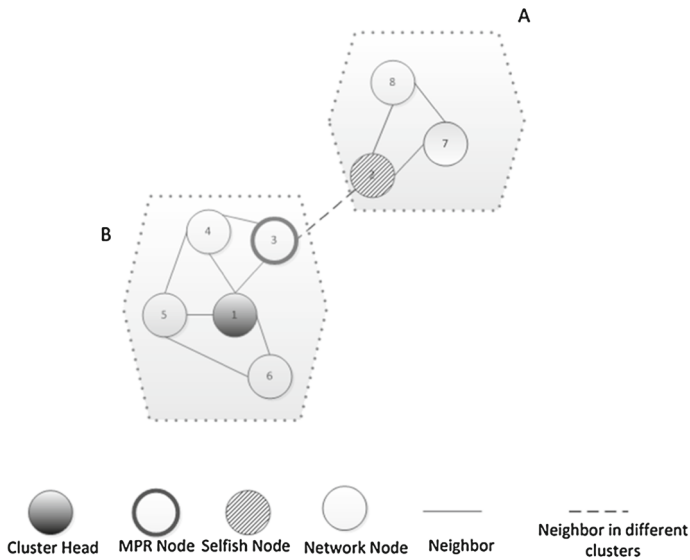 A
8
7
2
B
4
3
5
1
6
Cluster Head
MPR Node
Selfish Node
Network Node
Neighbor
Neighbor in different
clusters